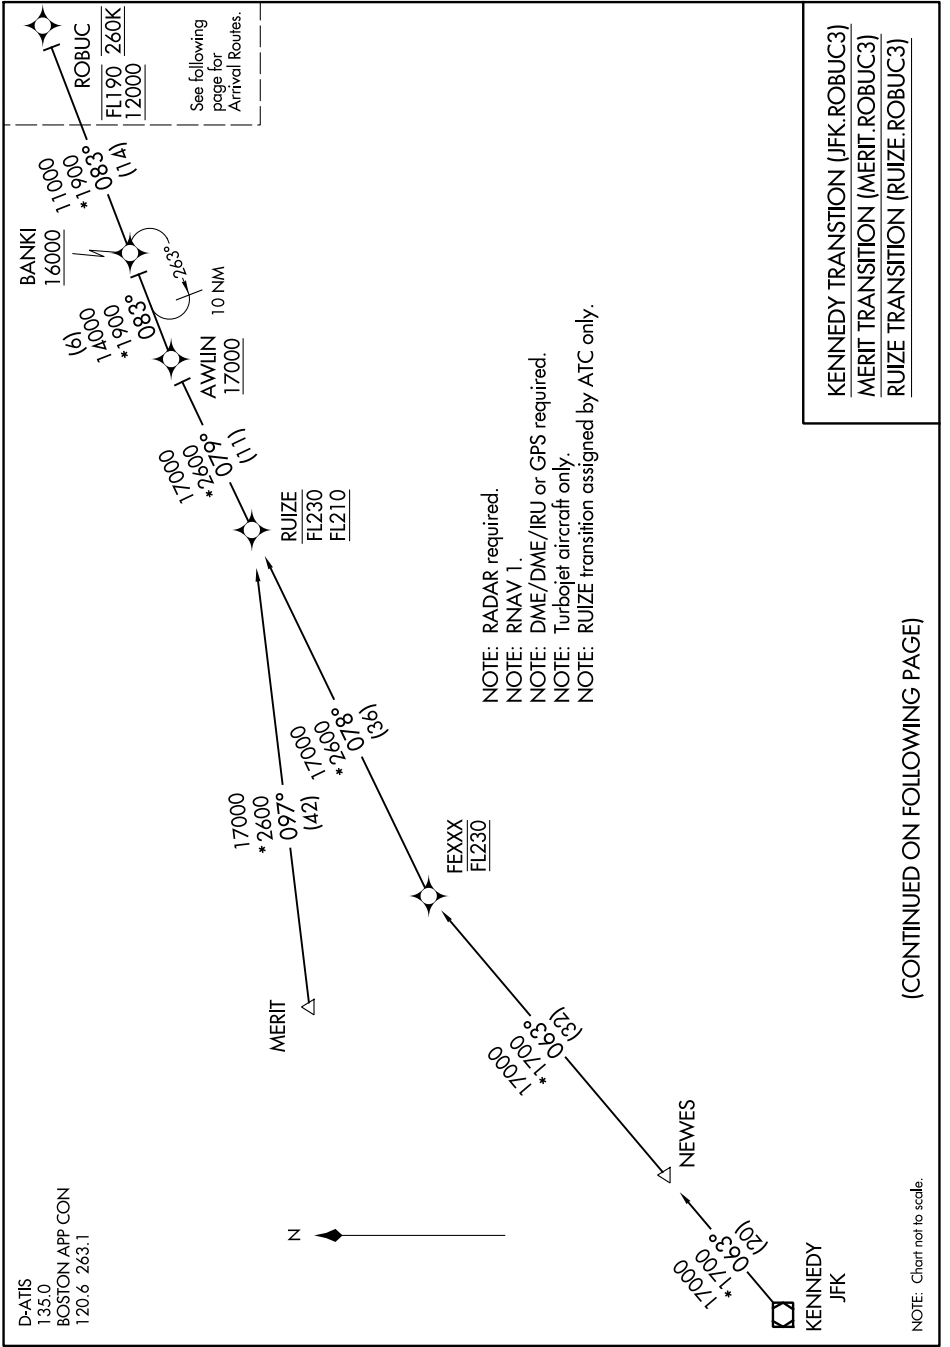 D-ATIS
135.0
BOSTON APP CON
120.6 263.1
ROBUC
FL190 260K
12000
See following
page for
Arrival Routes.
11000
*1900
083°
(14)
BANKI
16000
263°
10 NM
(6)
14000
*1900
083°
AWLIN
17000
17000
*2600
079°
(11)
RUIZE
FL230
FL210
17000
*2600
097°
(42)
MERIT
17000
*2600
078°
(36)
FEXXX
FL230
17000
*1700
063°
(32)
NEWES
17000
*1700
063°
(20)
KENNEDY
JFK
N
NOTE: RADAR required.
NOTE: RNAV 1.
NOTE: DME/DME/IRU or GPS required.
NOTE: Turbojet aircraft only.
NOTE: RUIZE transition assigned by ATC only.
KENNEDY TRANSTION (JFK.ROBUC3)
MERIT TRANSITION (MERIT.ROBUC3)
RUIZE TRANSITION (RUIZE.ROBUC3)
(CONTINUED ON FOLLOWING PAGE)
NOTE: Chart not to scale.